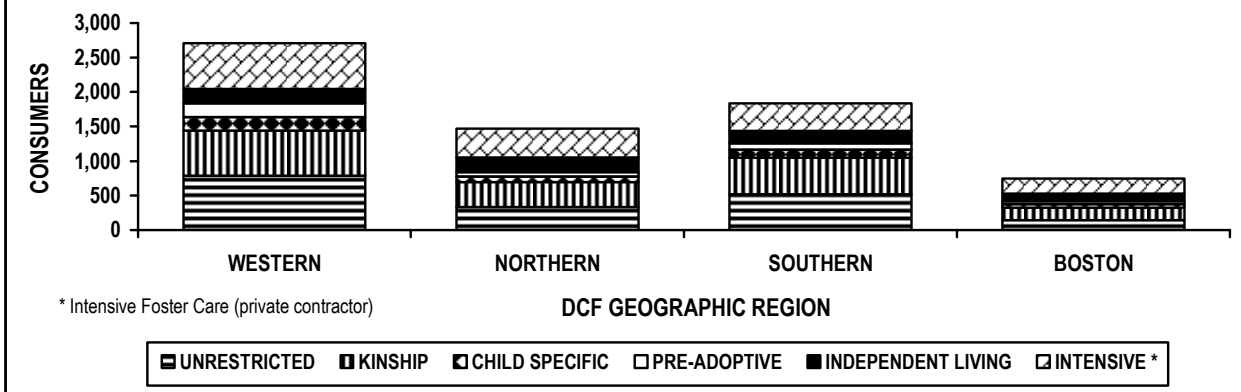 3,000
2,500
2,000
1,500
1,000
500
0
CONSUMERS
WESTERN NORTHERN SOUTHERN BOSTON
* Intensive Foster Care (private contractor) DCF GEOGRAPHIC REGION
UNRESTRICTED KINSHIP CHILD SPECIFIC PRE-ADOPTIVE INDEPENDENT LIVING INTENSIVE *